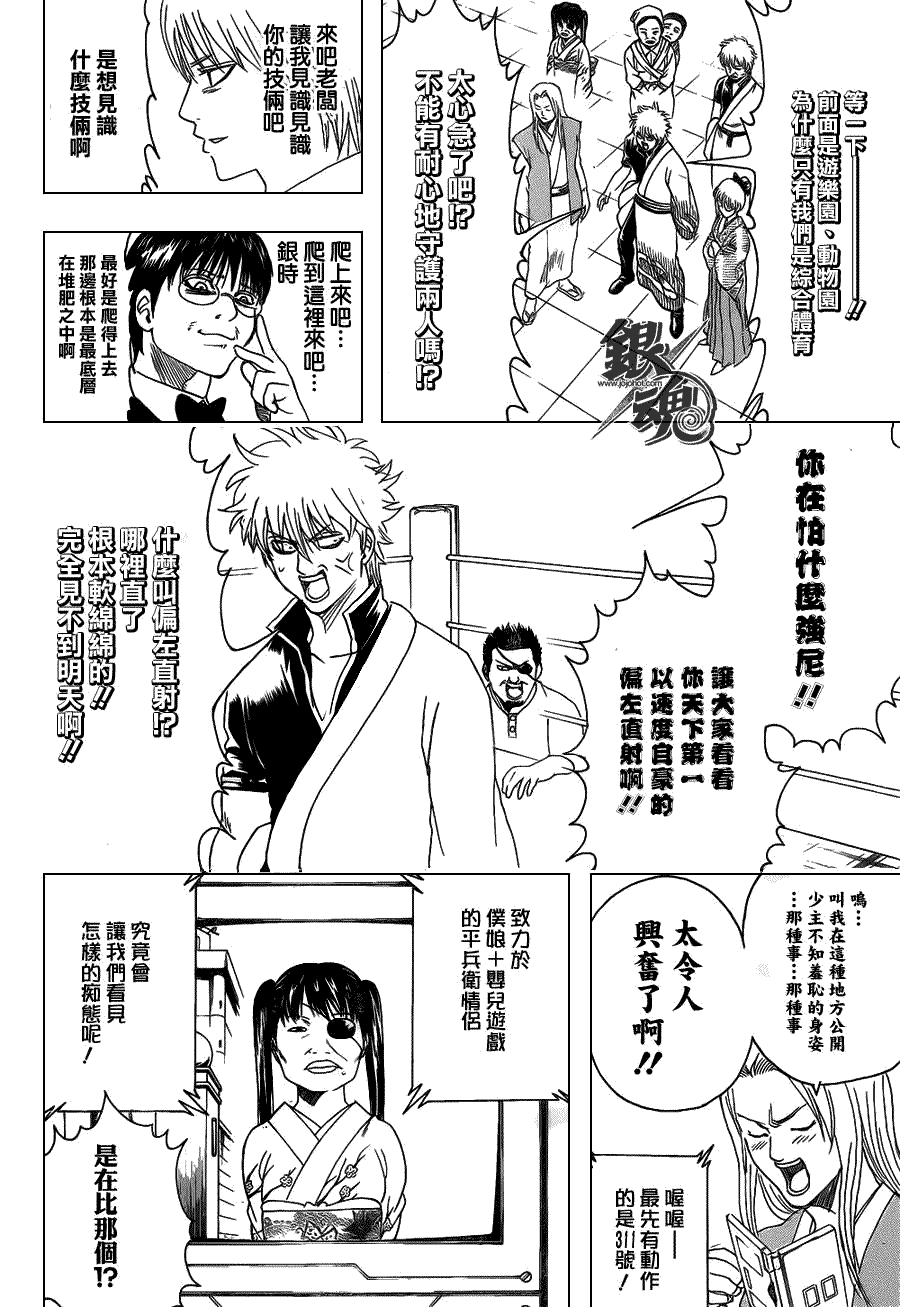 等一下——!!
前面是遊樂園、動物園
為什麼只有我們是綜合體育
太心急了吧!?
不能有耐心地守護兩人嗎!?
銀魂
www.jojohot.com
來吧老闆
讓我見識見識
你的技倆吧
是想見識
什麼技倆啊
爬上來吧…
爬到這裡來吧…
銀時
最好是爬得上去
那邊根本是最底層
在堆肥之中啊
你在怕什麼強尼!!
讓大家看看
你天下第一
以速度自豪的
偏左直射啊!!
什麼叫偏左直射!?
哪裡直了
根本軟綿綿的!!
完全見不到明天啊!!
嗚…
叫我在這種地方公開
少主不知羞恥的身姿
…那種事…那種事
太令人
興奮了啊!!
喔喔——
最先有動作
的是311號！
致力於
僕娘＋嬰兒遊戲
的平兵衛情侶
究竟會
讓我們看見
怎樣的痴態呢！
是在比那個!?